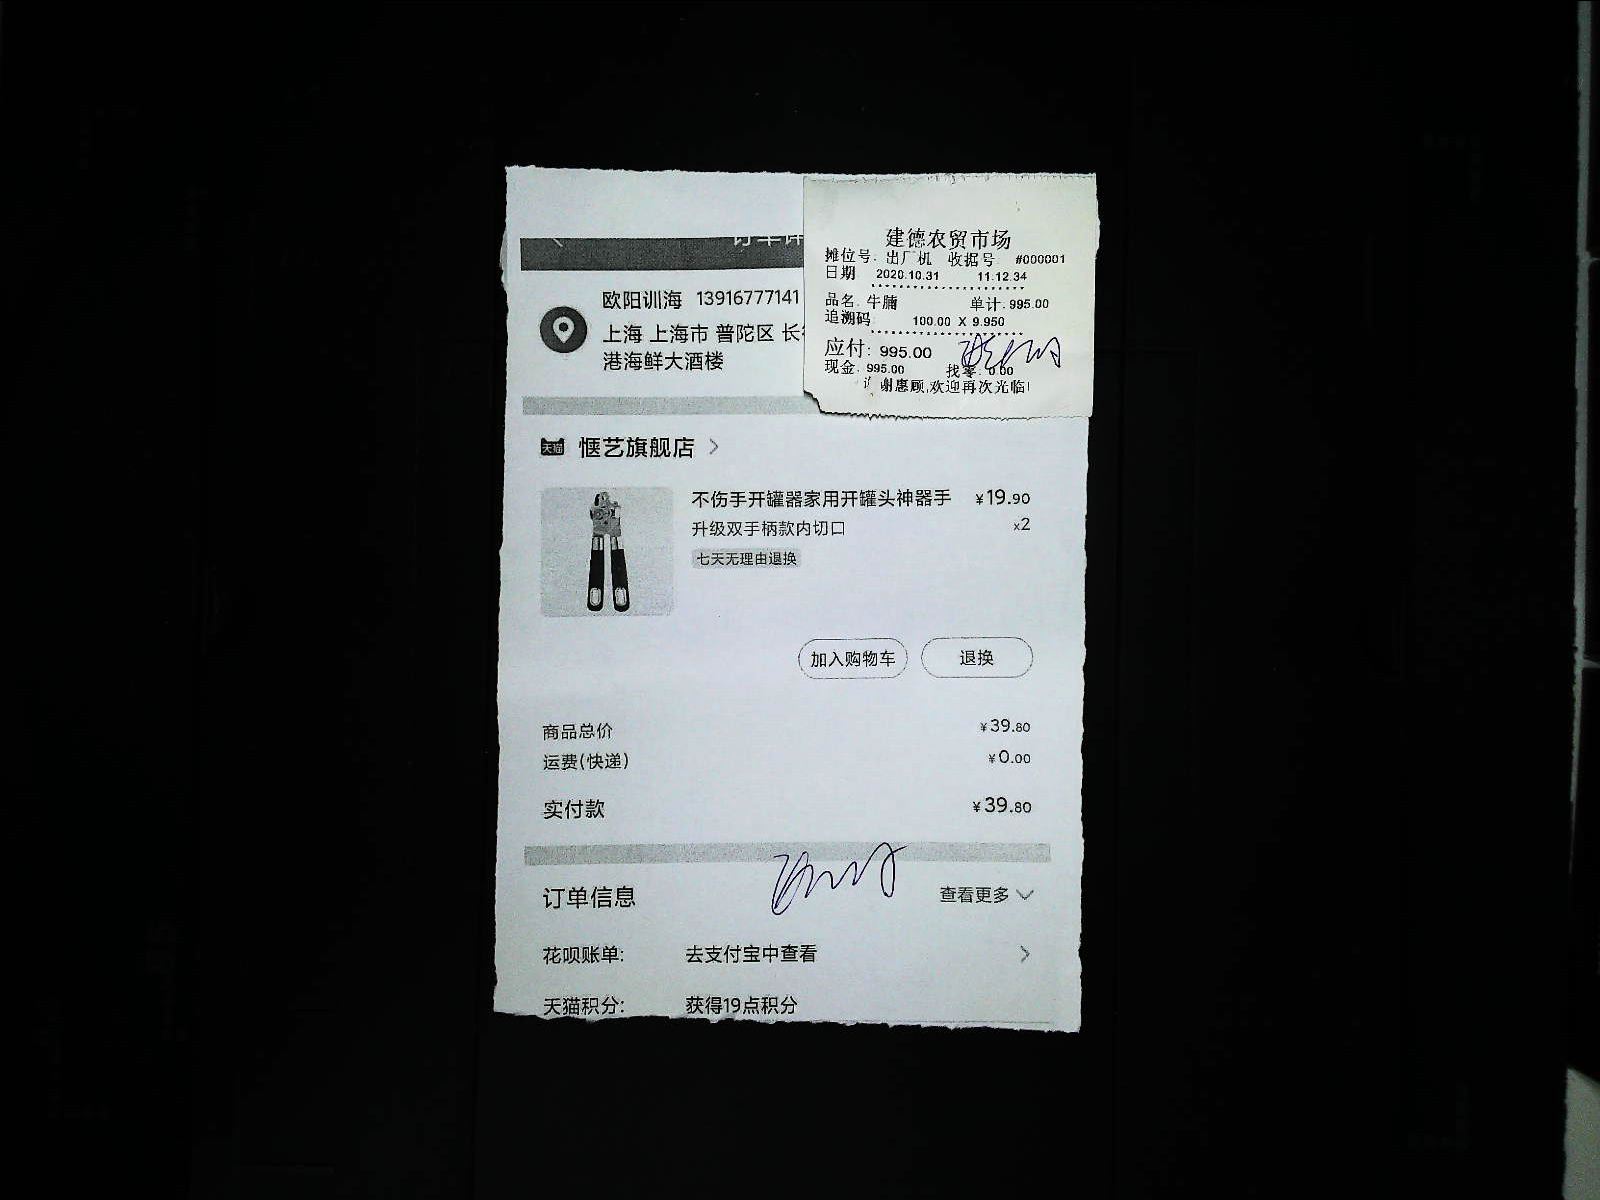 建德农贸市场
摊位号: 出厂机 收据号 #000001
日期 2020.10.31 11.12.34
品名. 牛腩 单计. 995.00
追溯码 100.00 X 9.950
应付: 995.00
现金. 995.00 找零. 0.00
谢惠顾,欢迎再次光临!
订单详
欧阳训海 13916777141
上海 上海市 普陀区 长
港海鲜大酒楼
天猫 惬艺旗舰店
不伤手开罐器家用开罐头神器手 ¥19.90
升级双手柄款内切口 x2
七天无理由退换
加入购物车 退换
商品总价 ¥39.80
运费(快递) ¥0.00
实付款 ¥39.80
订单信息 查看更多
花呗账单: 去支付宝中查看
天猫积分: 获得19点积分